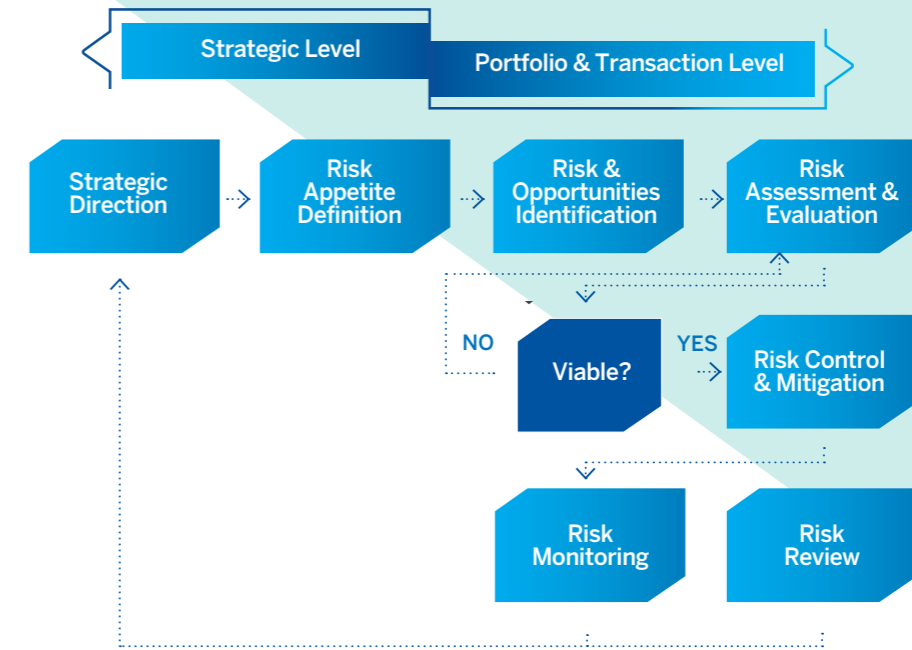 Strategic Level
Portfolio & Transaction Level
Strategic
Direction
Risk
Appetite
Definition
Risk &
Opportunities
Identification
Risk
Assessment &
Evaluation
NO
Viable?
YES
Risk Control
& Mitigation
Risk
Monitoring
Risk
Review